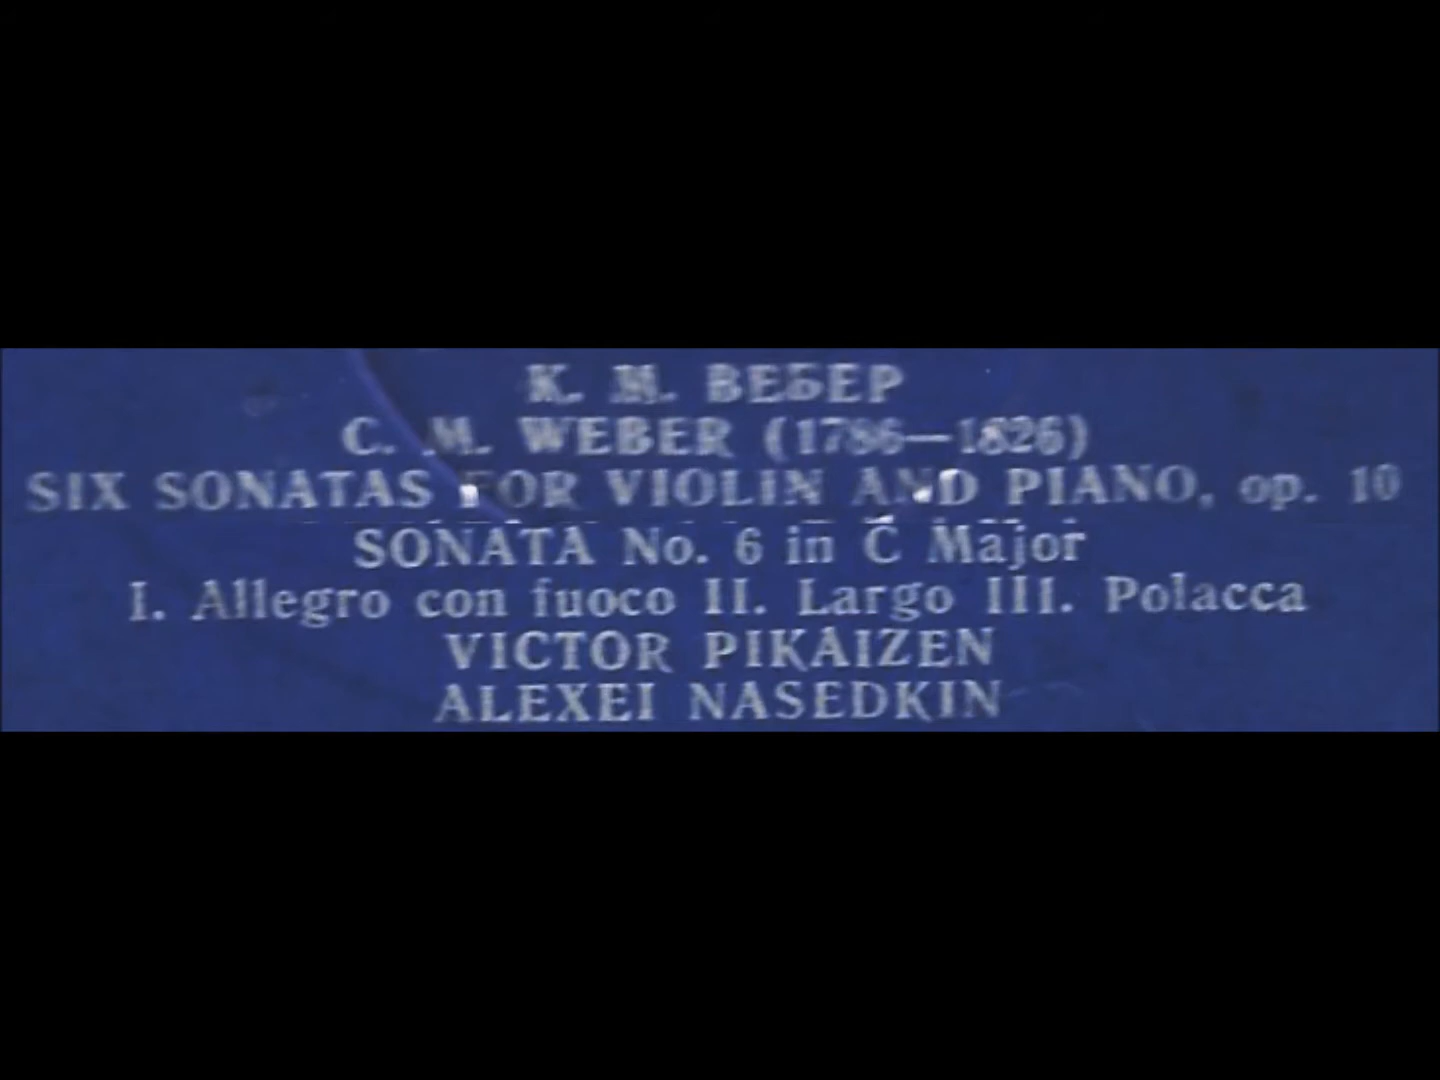 К. М. ВЕБЕР
C. M. WEBER (1786—1826)
SIX SONATAS FOR VIOLIN AND PIANO, op. 10
SONATA No. 6 in C Major
I. Allegro con fuoco II. Largo III. Polacca
VICTOR PIKAIZEN
ALEXEI NASEDKIN